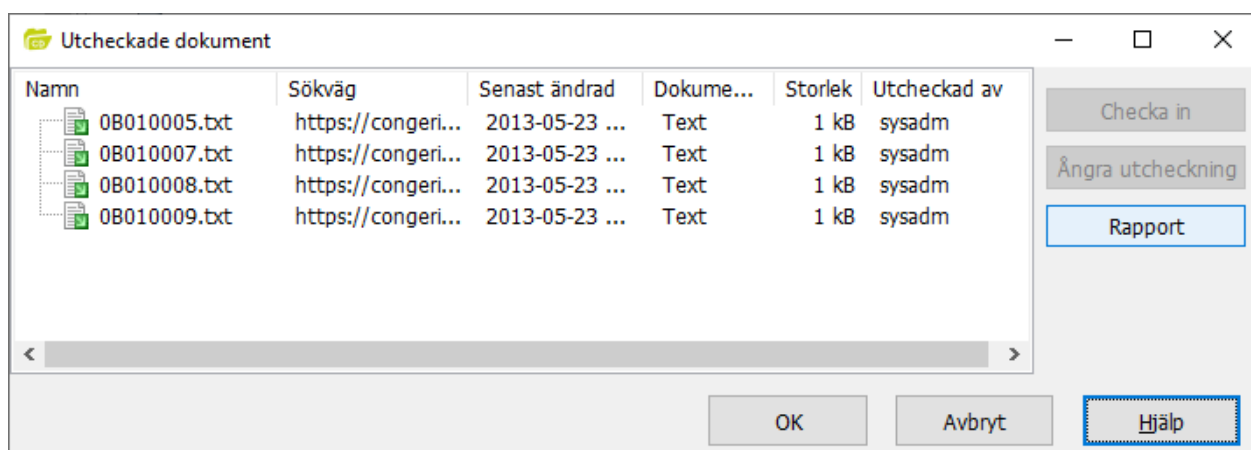 Utcheckade dokument
Namn Sökväg Senast ändrad Dokume... Storlek Utcheckad av
0B010005.txt https://congeri... 2013-05-23 ... Text 1 kB sysadm
0B010007.txt https://congeri... 2013-05-23 ... Text 1 kB sysadm
0B010008.txt https://congeri... 2013-05-23 ... Text 1 kB sysadm
0B010009.txt https://congeri... 2013-05-23 ... Text 1 kB sysadm
Checka in
Ångra utcheckning
Rapport
OK Avbryt Hjälp